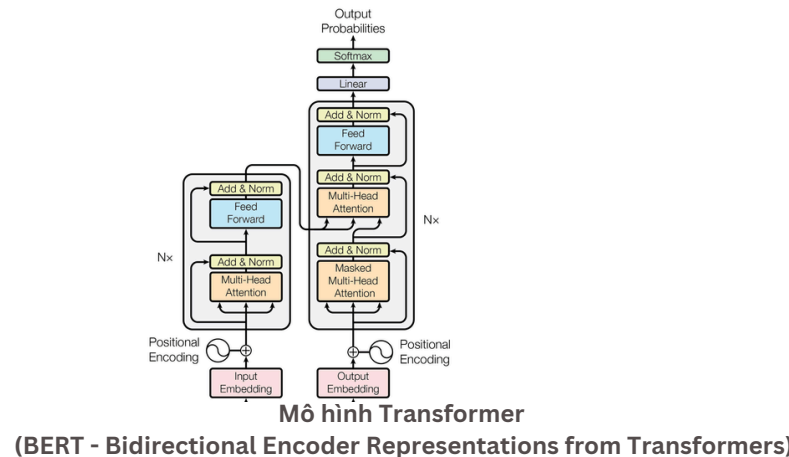 Output
Probabilities
Softmax
Linear
Add & Norm
Feed
Forward
Add & Norm
Multi-Head
Attention
Nx
Add & Norm
Masked
Multi-Head
Attention
Positional
Encoding
Output
Embedding
Add & Norm
Feed
Forward
Nx
Add & Norm
Multi-Head
Attention
Positional
Encoding
Input
Embedding
Mô hình Transformer
(BERT - Bidirectional Encoder Representations from Transformers)